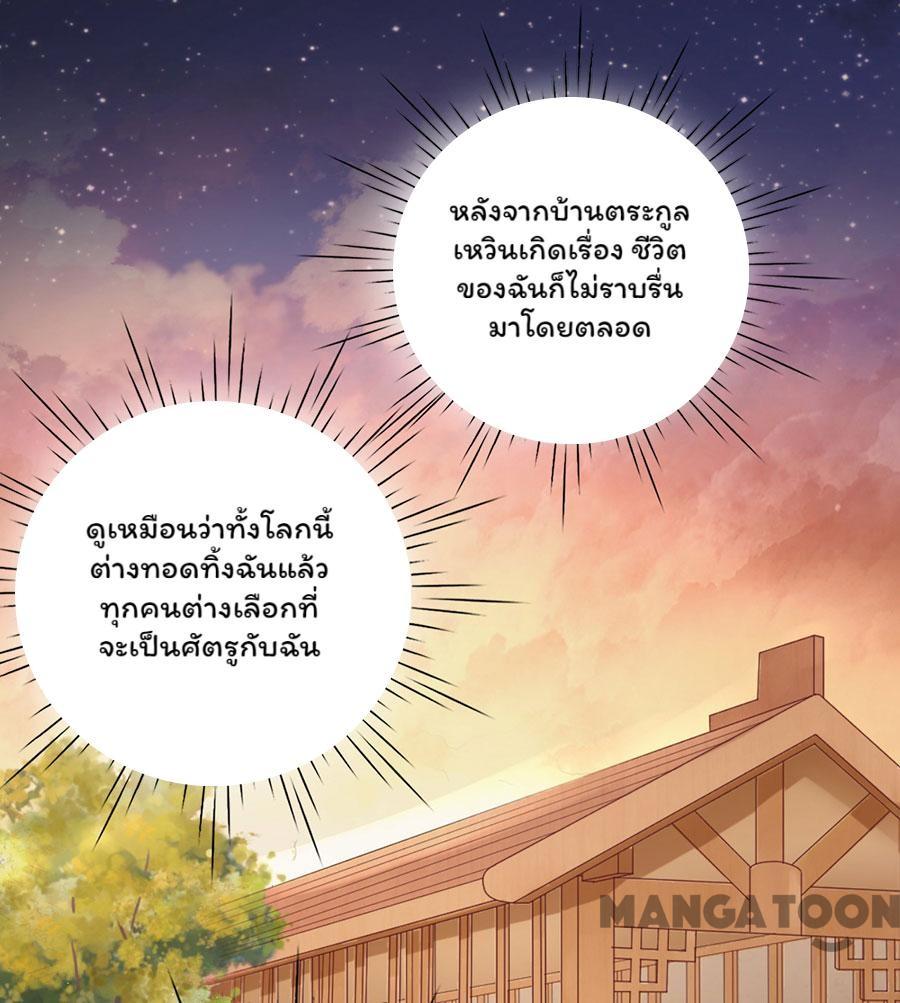 หลังจากบ้านตระกูล
เหวินเกิดเรื่อง ชีวิต
ของฉันก็ไม่ราบรื่น
มาโดยตลอด
ดูเหมือนว่าทั้งโลกนี้
ต่างทอดทิ้งฉันแล้ว
ทุกคนต่างเลือกที่
จะเป็นศัตรูกับฉัน
MANGATOON